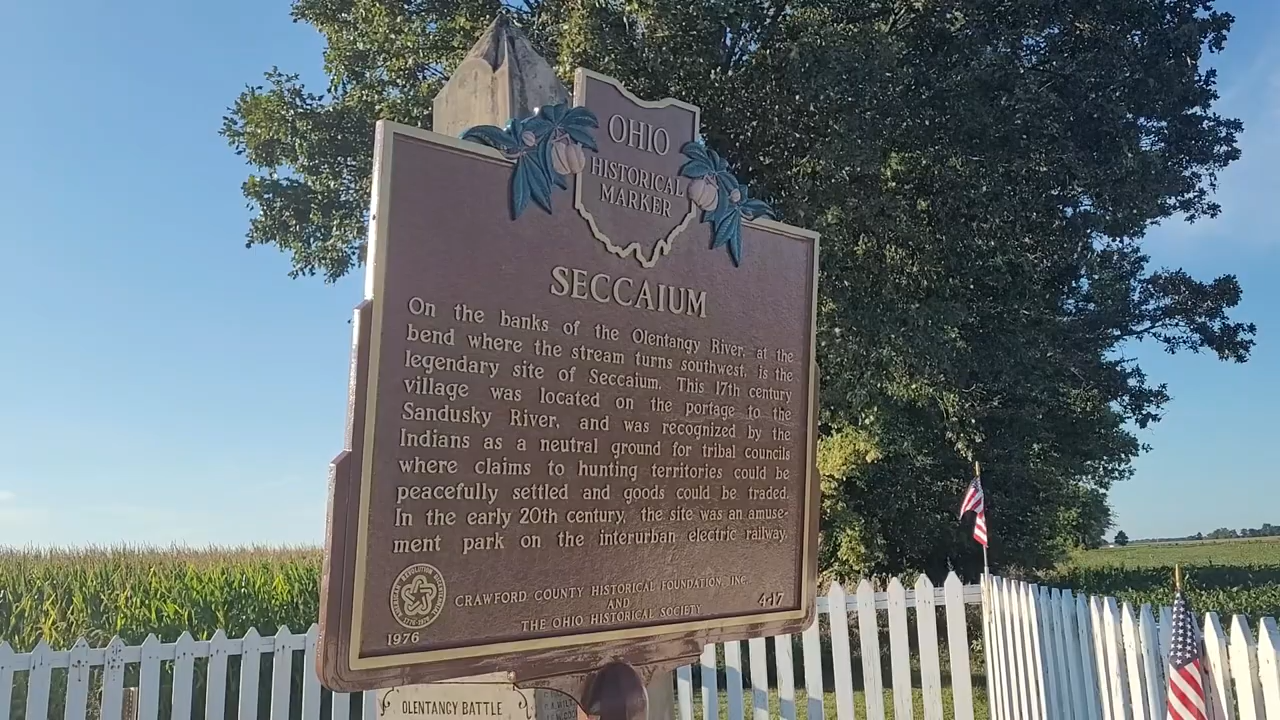 OHIO
HISTORICAL
MARKER
SECCAIUM
On the banks of the Olentangy River, at the
bend where the stream turns southwest, is the
legendary site of Seccaium. This 17th century
village was located on the portage to the
Sandusky River, and was recognized by the
Indians as a neutral ground for tribal councils
where claims to hunting territories could be
peacefully settled and goods could be traded.
In the early 20th century, the site was an amuse-
ment park on the interurban electric railway.
CRAWFORD COUNTY HISTORICAL FOUNDATION, INC.
AND
THE OHIO HISTORICAL SOCIETY
4-17
1976
OLENTANGY BATTLE